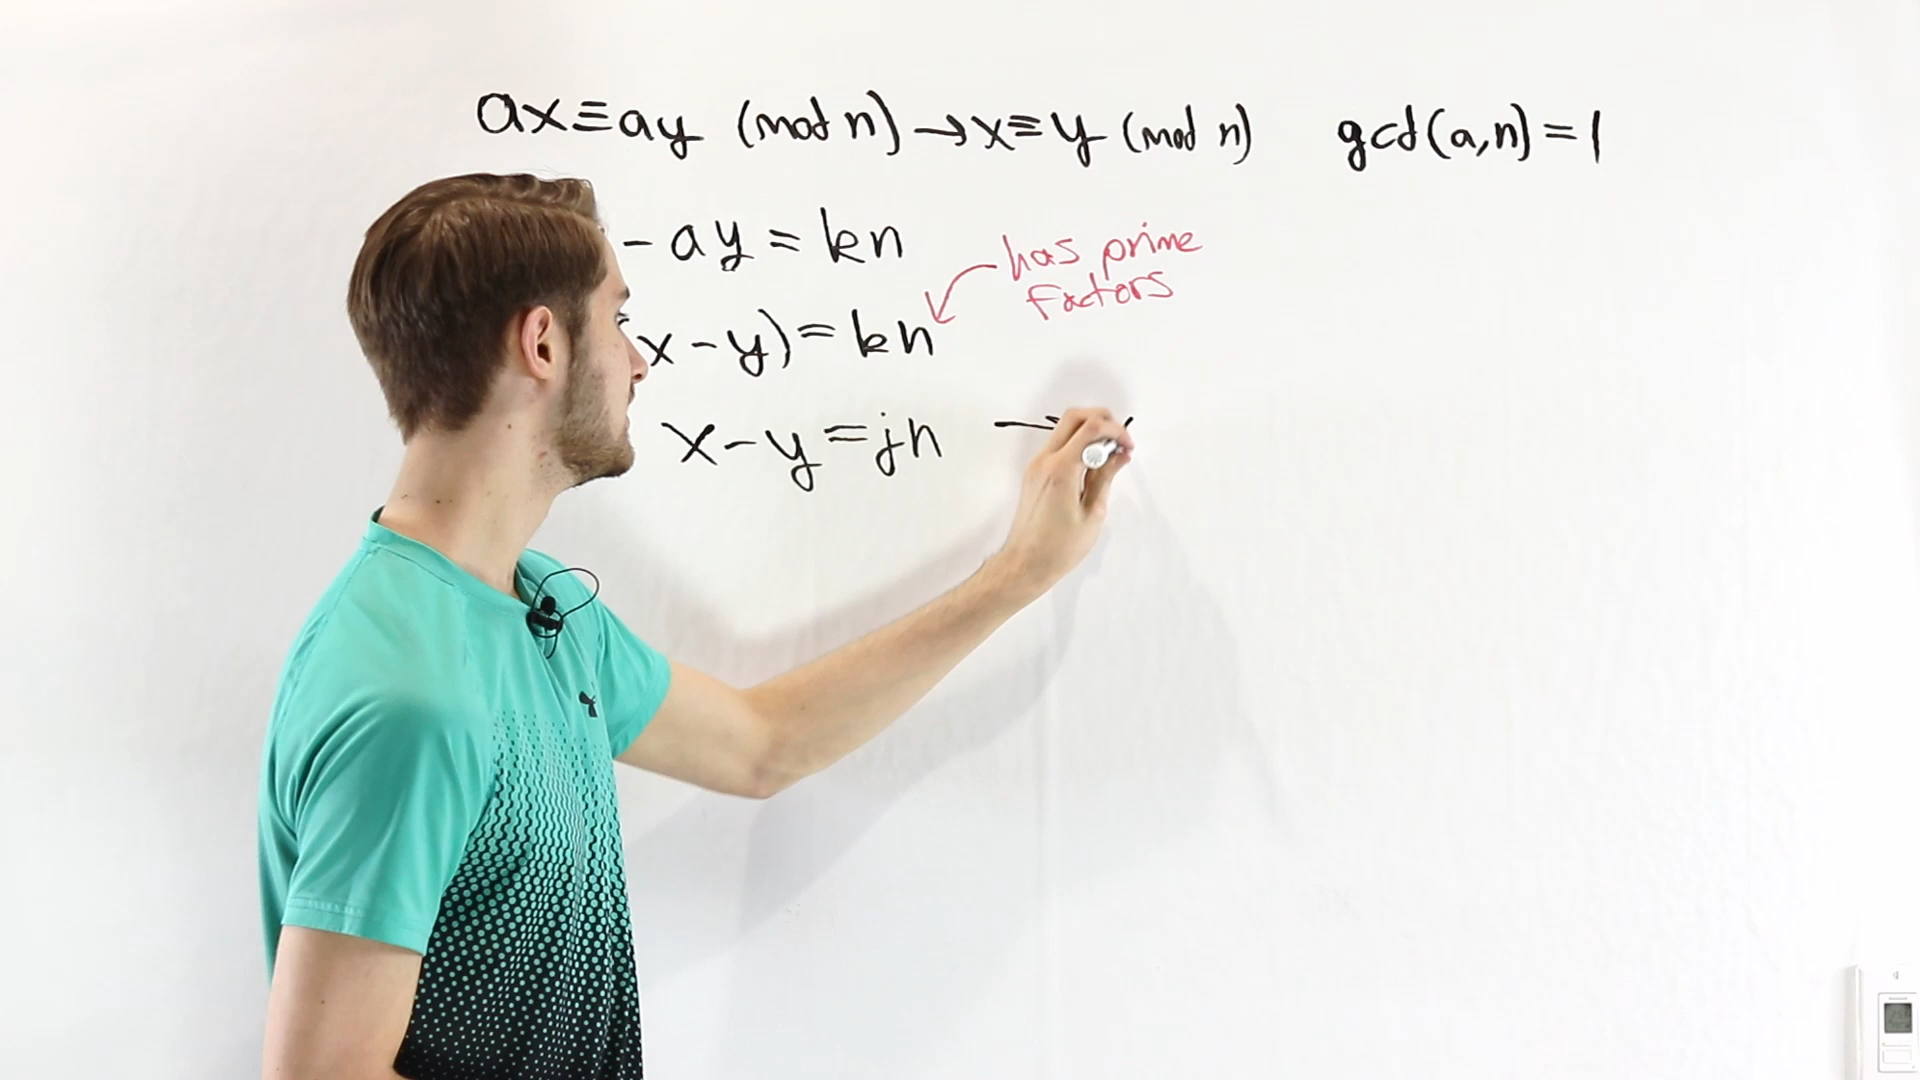 ax≡ay (mod n) → x≡y (mod n) gcd(a,n)=1
- ay = kn
has prime
factors
x - y) = kn
x - y = jn →